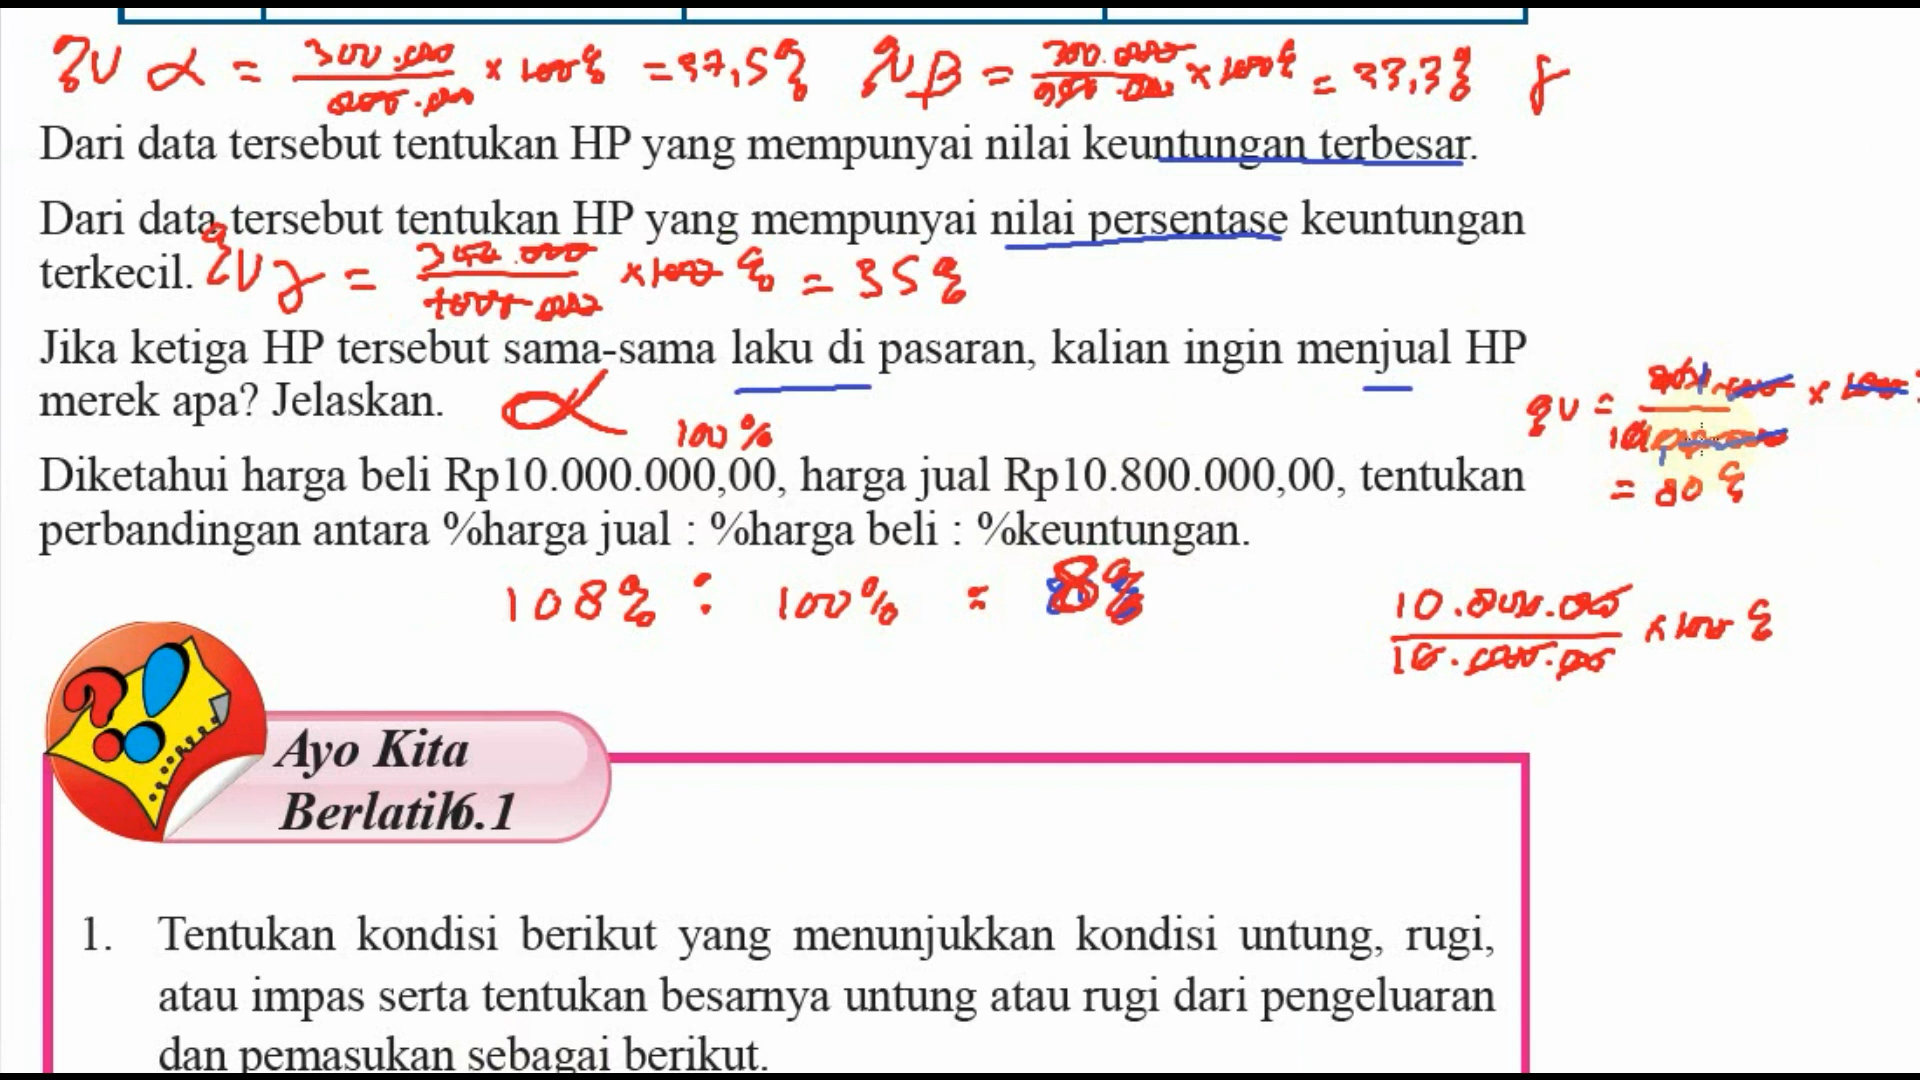 %U α = 300.000 / 800.000 × 100% = 37,5% %U β = 300.000 / 900.000 × 100% = 33,3% γ
Dari data tersebut tentukan HP yang mempunyai nilai keuntungan terbesar.
Dari data tersebut tentukan HP yang mempunyai nilai persentase keuntungan
terkecil. %U γ = 350.000 / 1000.000 × 100 % = 35%
Jika ketiga HP tersebut sama-sama laku di pasaran, kalian ingin menjual HP
merek apa? Jelaskan. α
100%
%U =
= 80%
Diketahui harga beli Rp10.000.000,00, harga jual Rp10.800.000,00, tentukan
perbandingan antara %harga jual : %harga beli : %keuntungan.
108% : 100% : 8%
10.800.00 / 10.000.00 × 100 %
Ayo Kita
Berlatih6.1
1. Tentukan kondisi berikut yang menunjukkan kondisi untung, rugi,
atau impas serta tentukan besarnya untung atau rugi dari pengeluaran
dan pemasukan sebagai berikut.